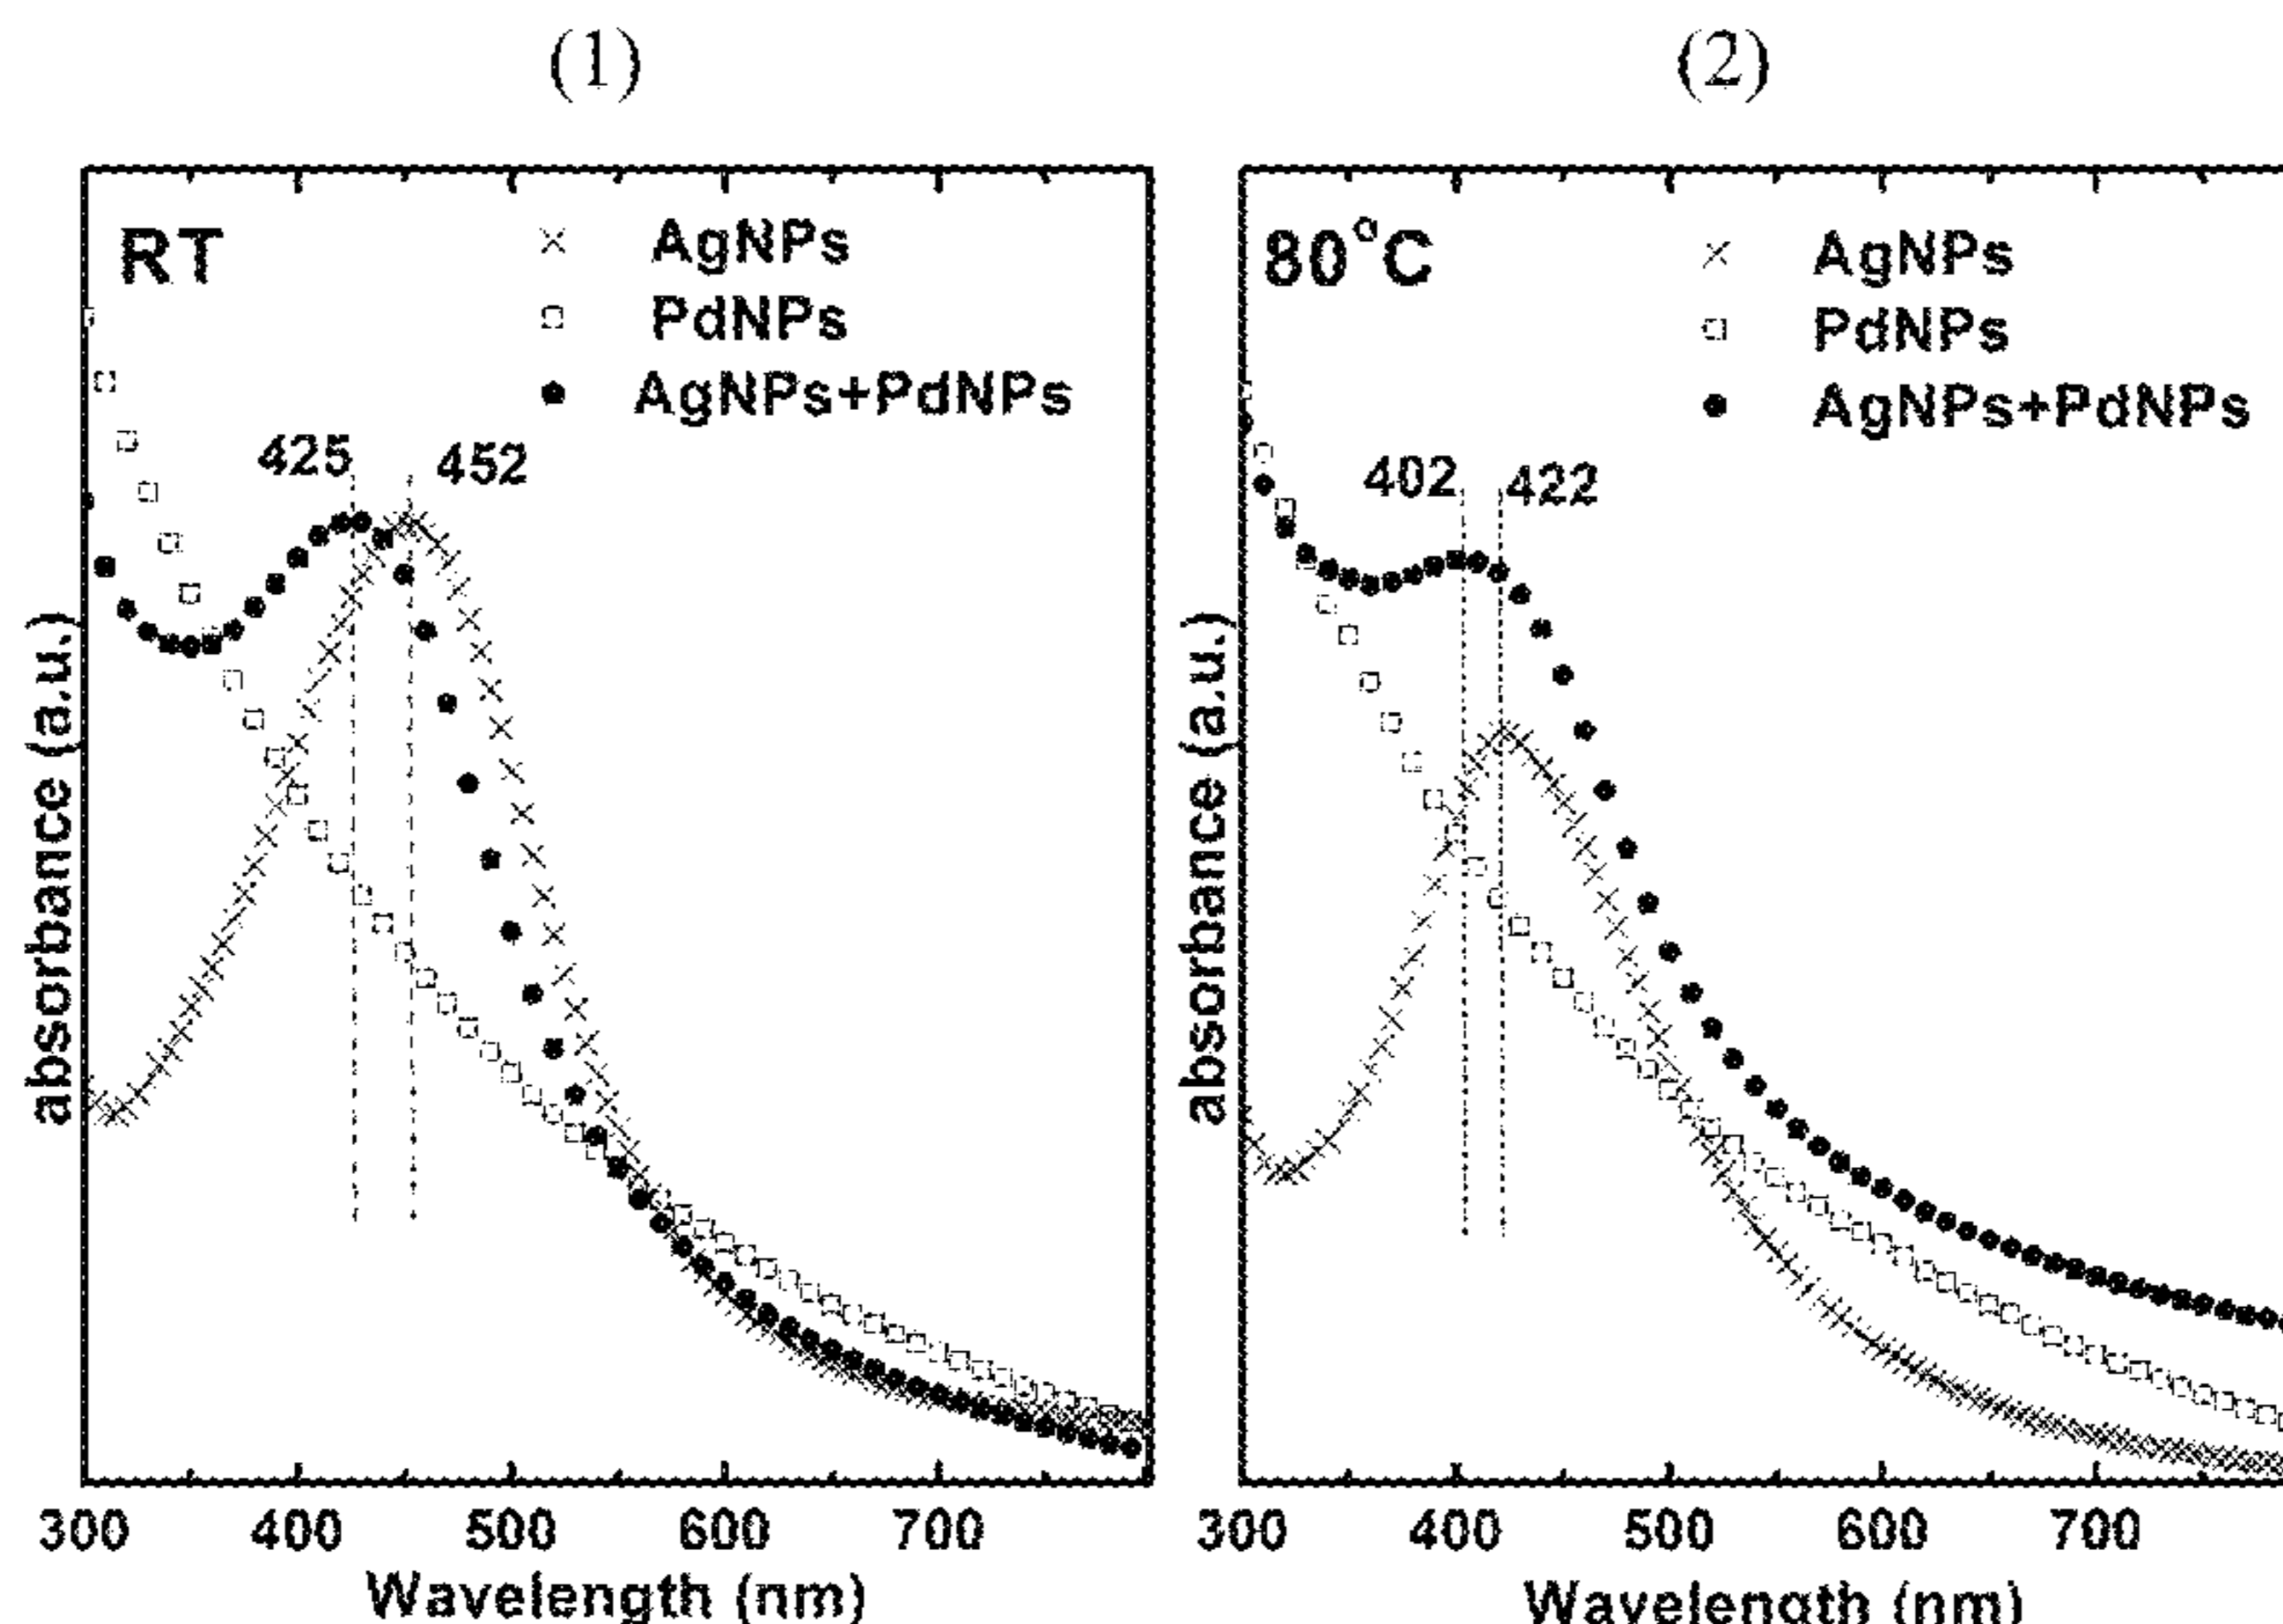 (1)
RT
AgNPs
PdNPs
AgNPs+PdNPs
425
452
absorbance (a.u.)
300 400 500 600 700
Wavelength (nm)
(2)
80°C
AgNPs
PdNPs
AgNPs+PdNPs
402
422
absorbance (a.u.)
300 400 500 600 700
Wavelength (nm)